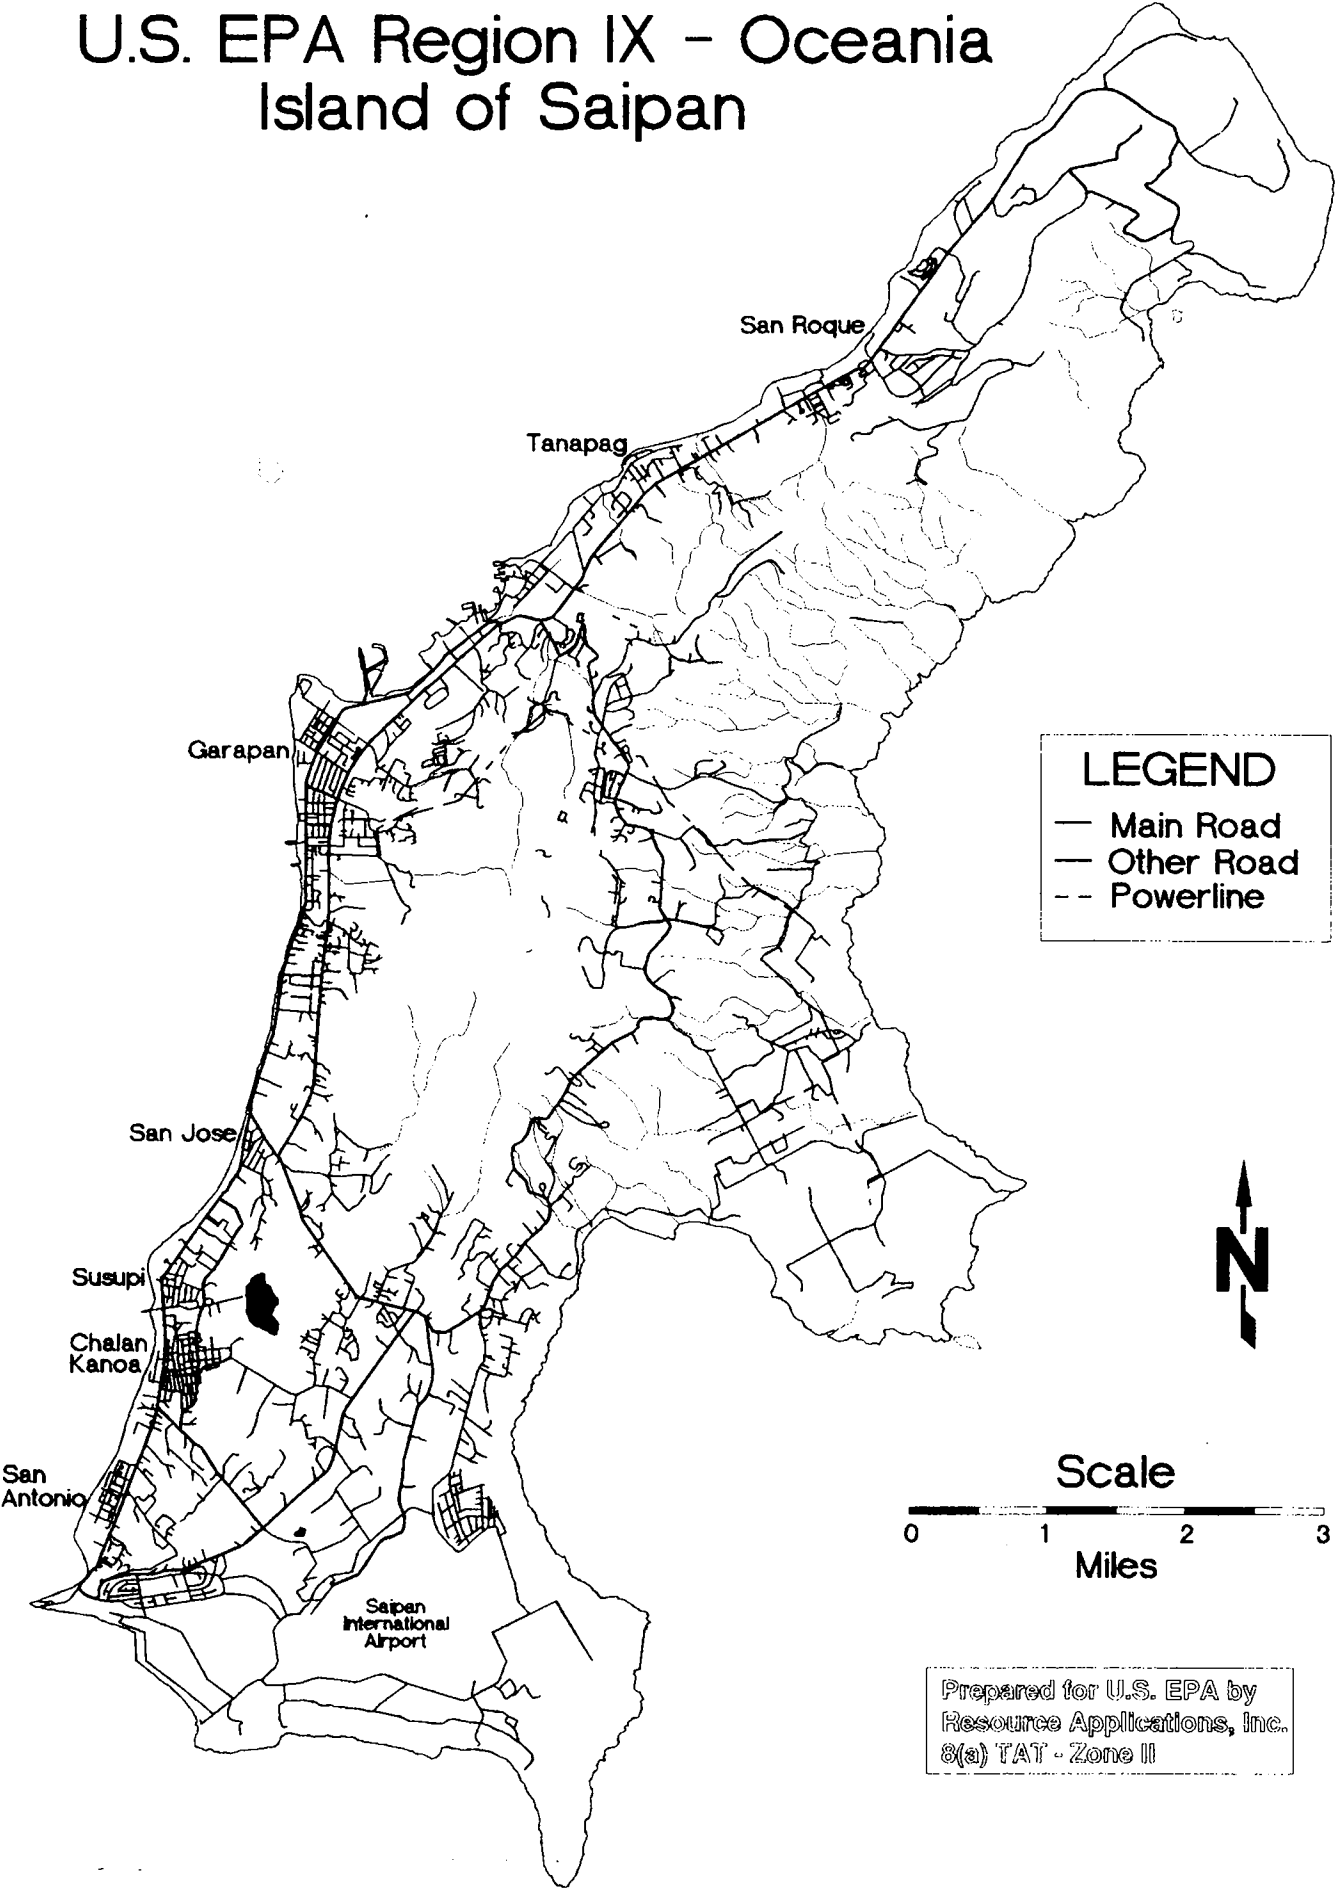 U.S. EPA Region IX - Oceania
Island of Saipan
San Roque
Tanapag
Garapan
LEGEND
Main Road
Other Road
Powerline
San Jose
N
Susupi
Chalan
Kanoa
San
Antonio
Scale
0 1 2 3
Miles
Saipan
International
Airport
Prepared for U.S. EPA by
Resource Applications, Inc.
8(a) TAT - Zone II